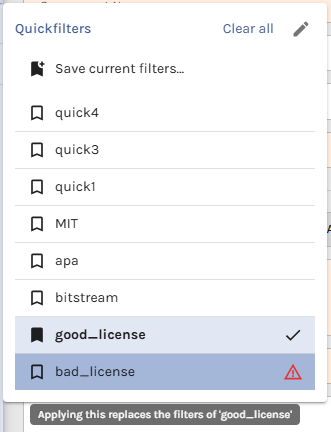 Quickfilters Clear all
Save current filters...
quick4
quick3
quick1
MIT
apa
bitstream
good_license
bad_license
Applying this replaces the filters of 'good_license'